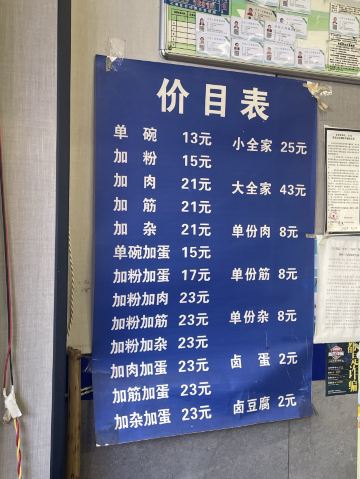 价目表
单碗 13元 小全家 25元
加粉 15元
加肉 21元 大全家 43元
加筋 21元
加杂 21元 单份肉 8元
单碗加蛋 15元
加粉加蛋 17元 单份筋 8元
加粉加肉 23元
加粉加筋 23元 单份杂 8元
加粉加杂 23元
加肉加蛋 23元 卤蛋 2元
加筋加蛋 23元
加杂加蛋 23元 卤豆腐 2元